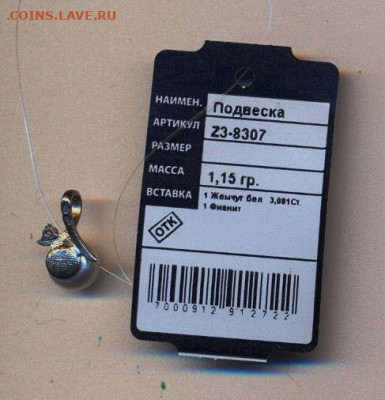 COINS.LAVE.RU
НАИМЕН. Подвеска
АРТИКУЛ Z3-8307
РАЗМЕР
МАССА 1,15 гр.
ВСТАВКА 1 Жемчуг бел 3,081Ct.
1 Фианит
ОТК
7000912 912722